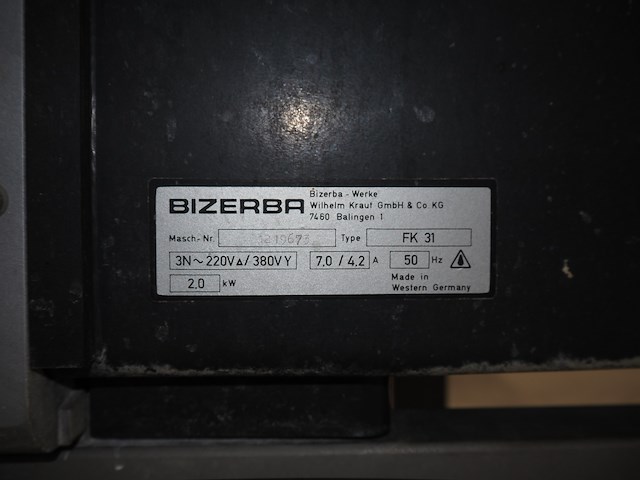 BIZERBA
Bizerba - Werke
Wilhelm Kraut GmbH & Co. KG
7460 Balingen 1
Masch-Nr. Type FK 31
3N~220V▵/380VY 7,0 / 4,2 A 50 Hz
2,0 kW
Made in
Western Germany